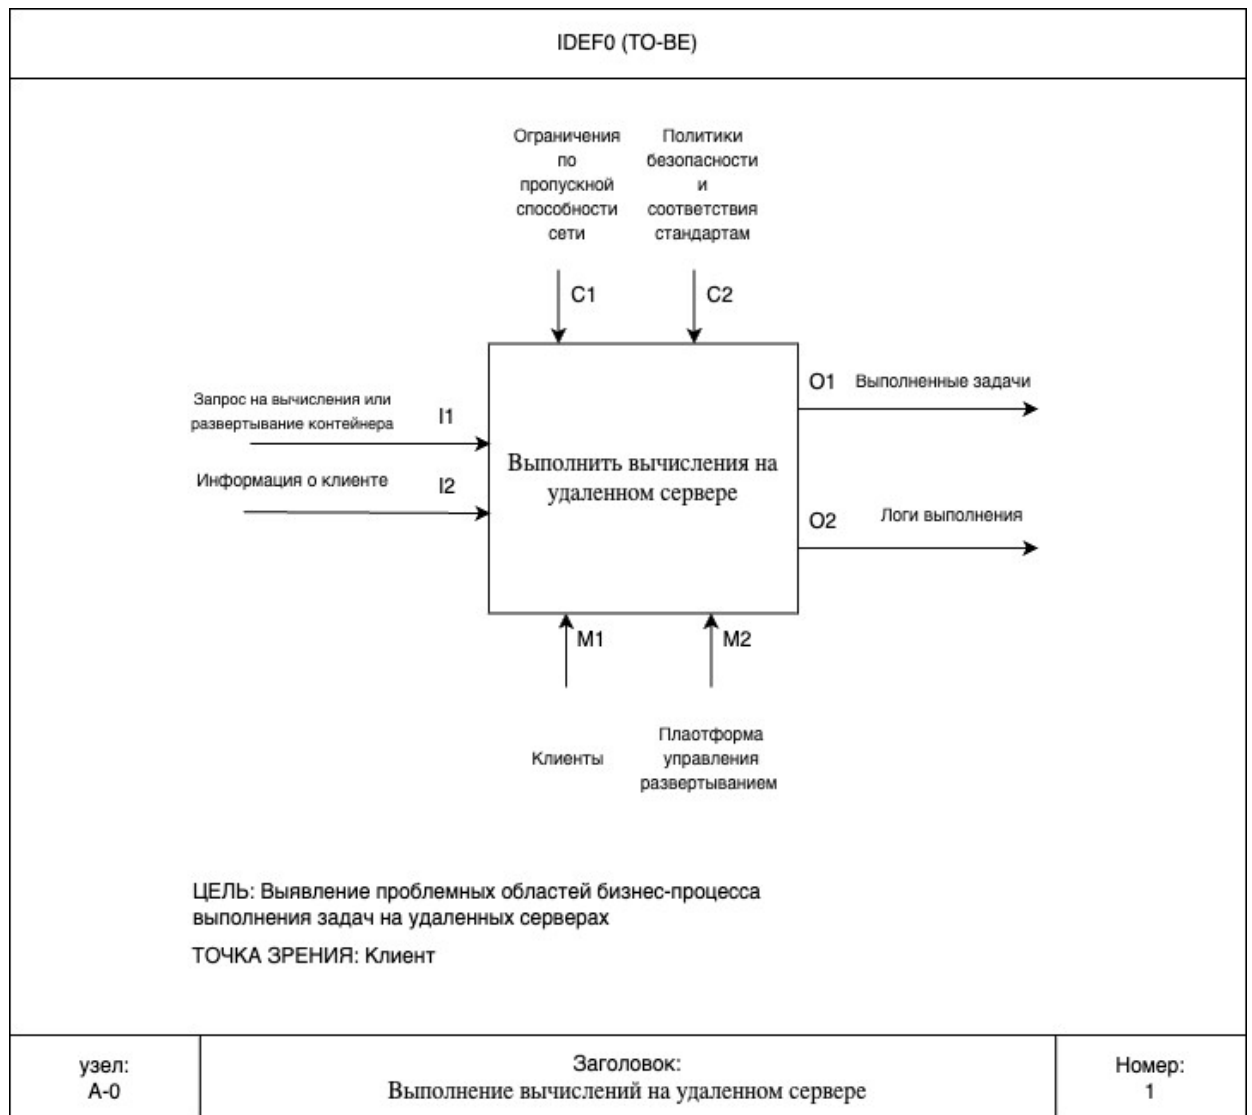 IDEF0 (TO-BE)
Ограничения
по
пропускной
способности
сети
Политики
безопасности
и
соответствия
стандартам
C1
C2
Запрос на вычисления или
развертывание контейнера
I1
Информация о клиенте
I2
Выполнить вычисления на
удаленном сервере
O1
Выполненные задачи
O2
Логи выполнения
M1
M2
Клиенты
Плаотформа
управления
развертыванием
ЦЕЛЬ: Выявление проблемных областей бизнес-процесса
выполнения задач на удаленных серверах
ТОЧКА ЗРЕНИЯ: Клиент
узел:
A-0
Заголовок:
Выполнение вычислений на удаленном сервере
Номер:
1